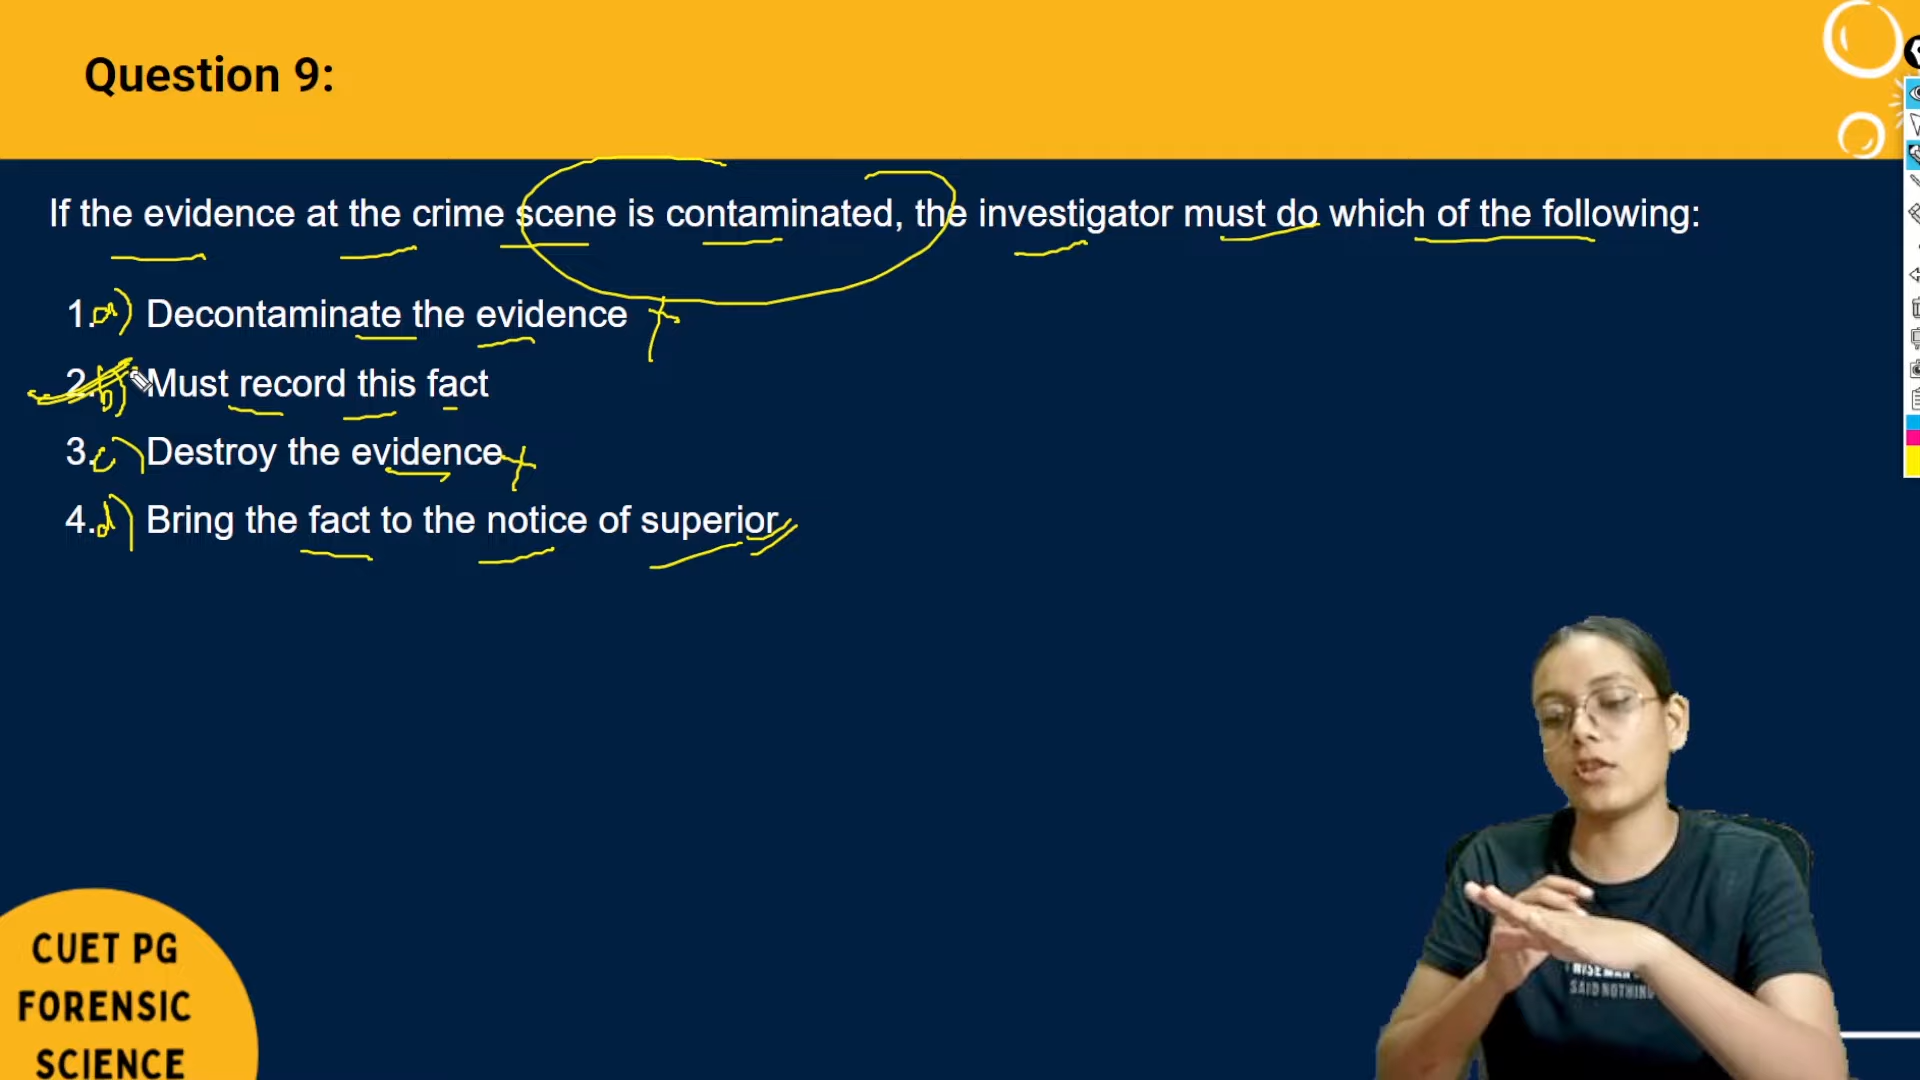 Question 9:
If the evidence at the crime scene is contaminated, the investigator must do which of the following:
1. a) Decontaminate the evidence
2. b) Must record this fact
3. c) Destroy the evidence
4. d) Bring the fact to the notice of superior
CUET PG
FORENSIC
SCIENCE
SAID NOTHING